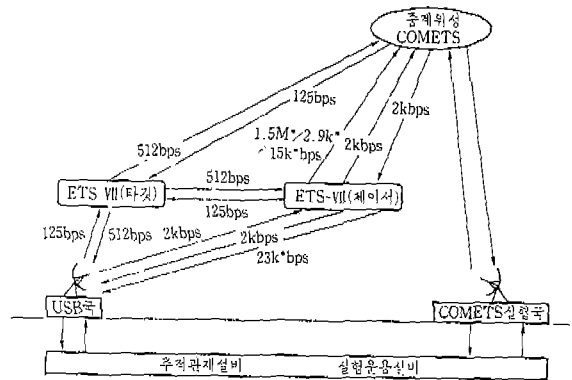 중계위성
COMETS
125bps
2kbps
1.5M*/2.9k*
15k*bps
2kbps
512bps
ETS Ⅶ(타깃)
512bps
125bps
ETS-Ⅶ(체이서)
125bps
512bps
2kbps
2kbps
23k*bps
USB국
COMETS실험국
추적관제설비
실험운용설비